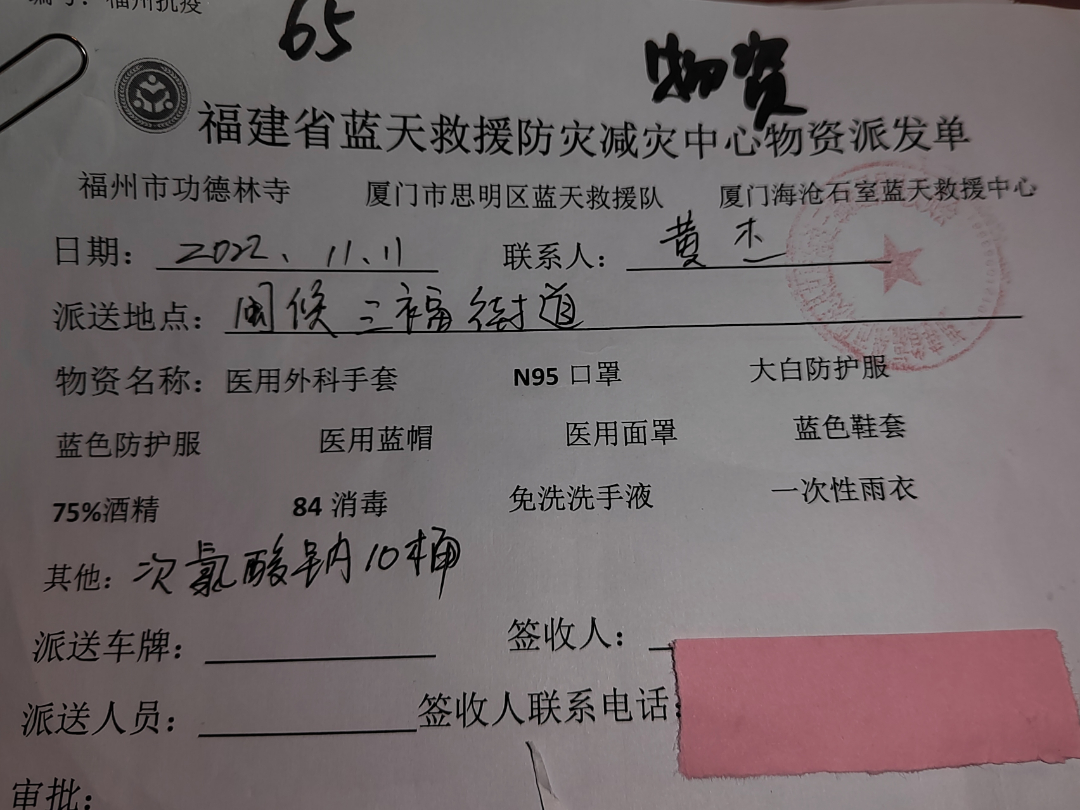 编号：福州抗疫
65
物资
福建省蓝天救援防灾减灾中心物资派发单
福州市功德林寺 厦门市思明区蓝天救援队 厦门海沧石室蓝天救援中心
日期：2022、11、11 联系人：黄杰
派送地点：闽候三福街道
物资名称：医用外科手套 N95 口罩 大白防护服
蓝色防护服 医用蓝帽 医用面罩 蓝色鞋套
75%酒精 84 消毒 免洗洗手液 一次性雨衣
其他：次氯酸钠10桶
派送车牌： 签收人：
派送人员： 签收人联系电话：
审批：